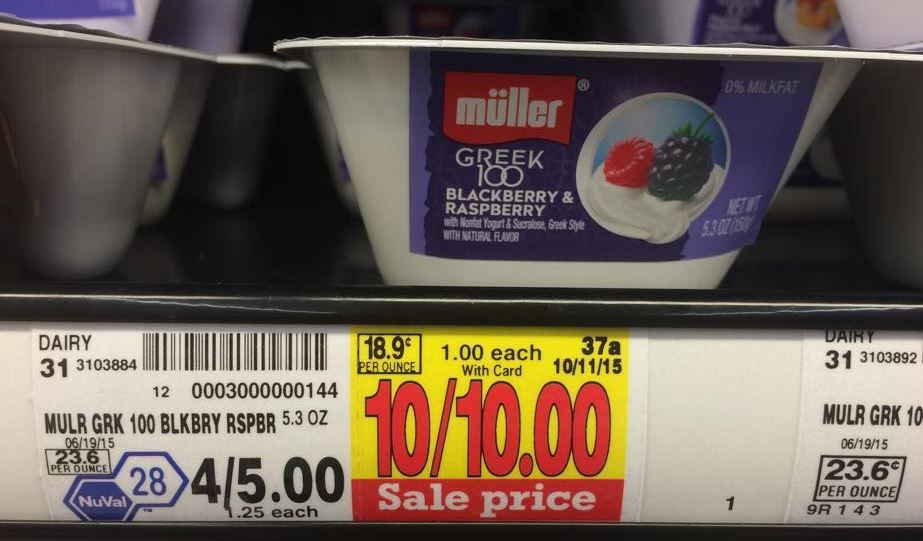 müller®
0% MILKFAT
GREEK
100
BLACKBERRY &
RASPBERRY
with Nonfat Yogurt & Sucralose, Greek Style
WITH NATURAL FLAVOR
NET WT
5.3 OZ (150g)
DAIRY
31 3103884
12 0003000000144
MULR GRK 100 BLKBRY RSPBR 5.3 OZ
06/19/15
23.6
PER OUNCE
NuVal 28 ™
4/5.00
1.25 each
18.9¢
PER OUNCE
1.00 each
With Card
37a
10/11/15
10/10.00
Sale price
1
DAIRY
31 3103892
MULR GRK 10
06/19/15
23.6¢
PER OUNCE
9R 1 4 3